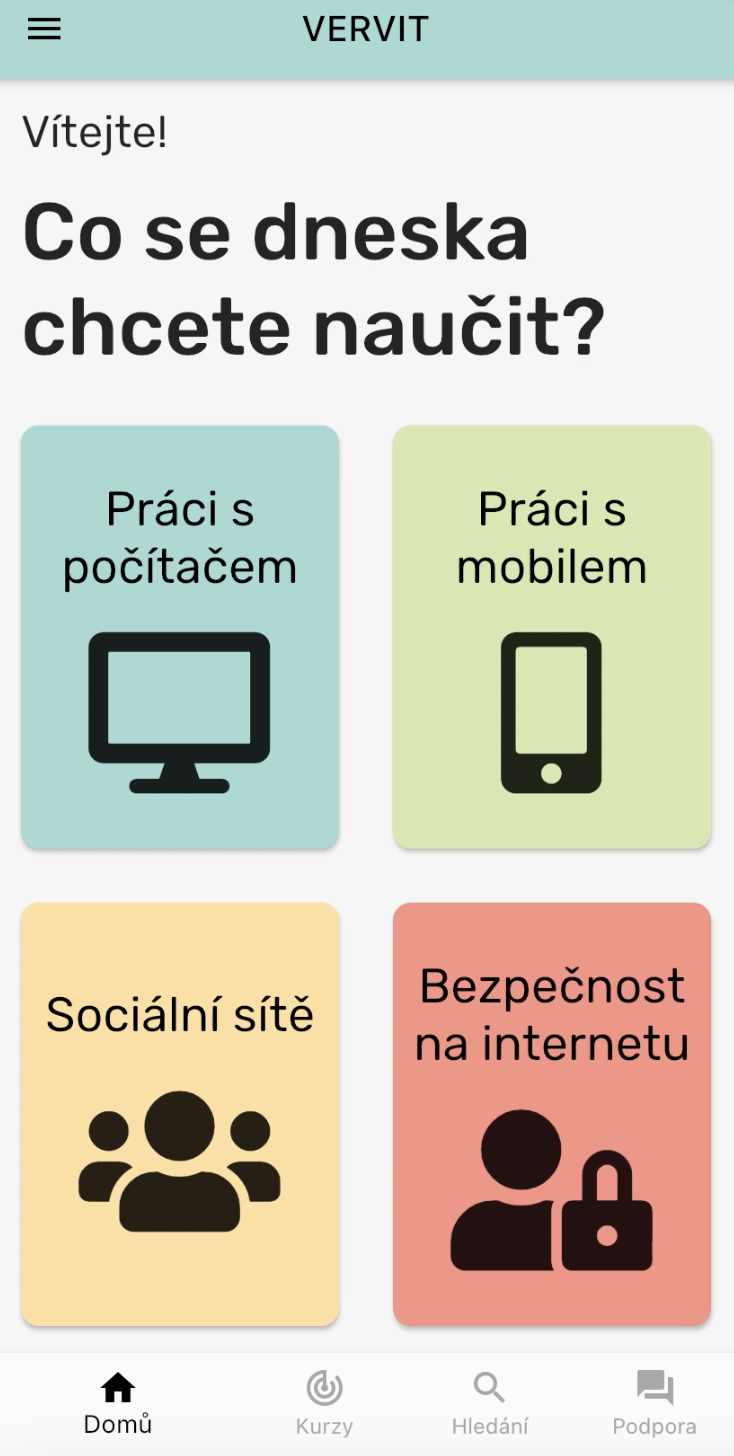 VERVIT
Vítejte!
Co se dneska
chcete naučit?
Práci s
počítačem
Práci s
mobilem
Sociální sítě
Bezpečnost
na internetu
Domů
Kurzy
Hledání
Podpora